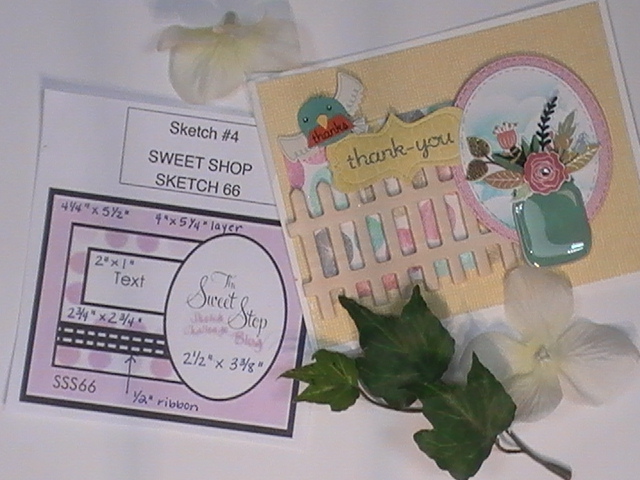 Sketch #4
SWEET SHOP
SKETCH 66
4 1/4" x 5 1/2"
4" x 5 1/4" layer
2" x 1"
Text
2 3/4" x 2 3/4"
The
Sweet Stop
Sketch
Challenge Blog
2 1/2" x 3 3/8"
SSS66
1/2" ribbon
thanks
thank-you